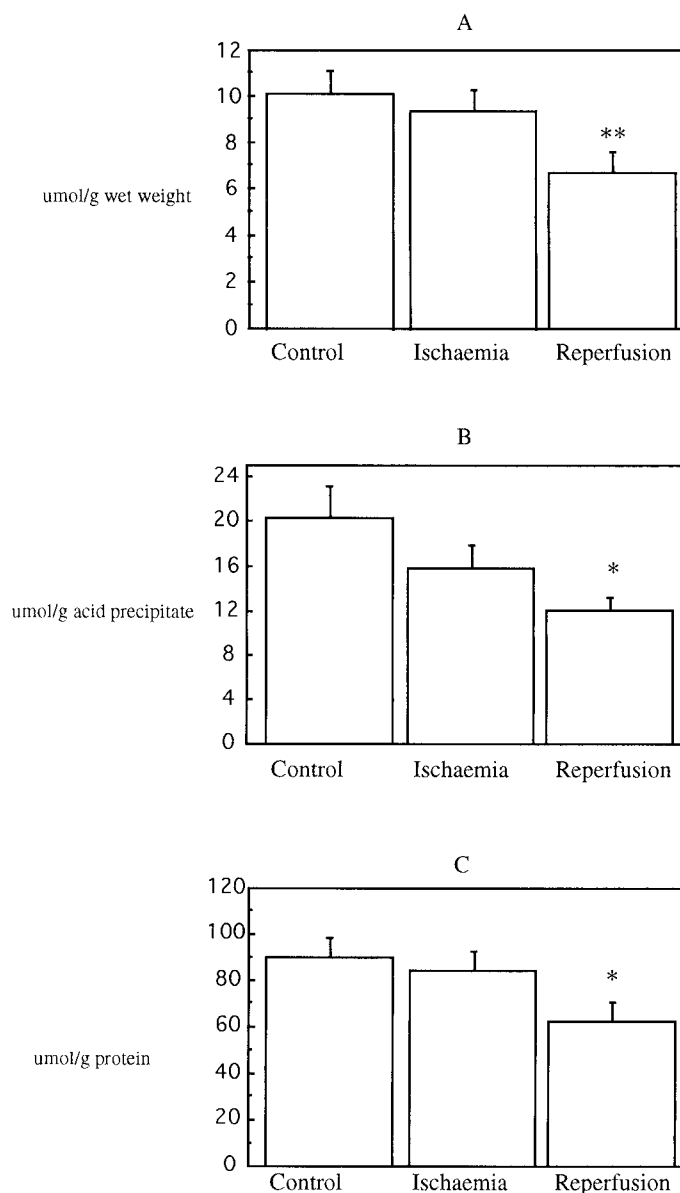 A
12
10
8
6
4
2
0
umol/g wet weight
**
Control Ischaemia Reperfusion
B
24
20
16
12
8
4
0
umol/g acid precipitate
*
Control Ischaemia Reperfusion
C
120
100
80
60
40
20
0
umol/g protein
*
Control Ischaemia Reperfusion